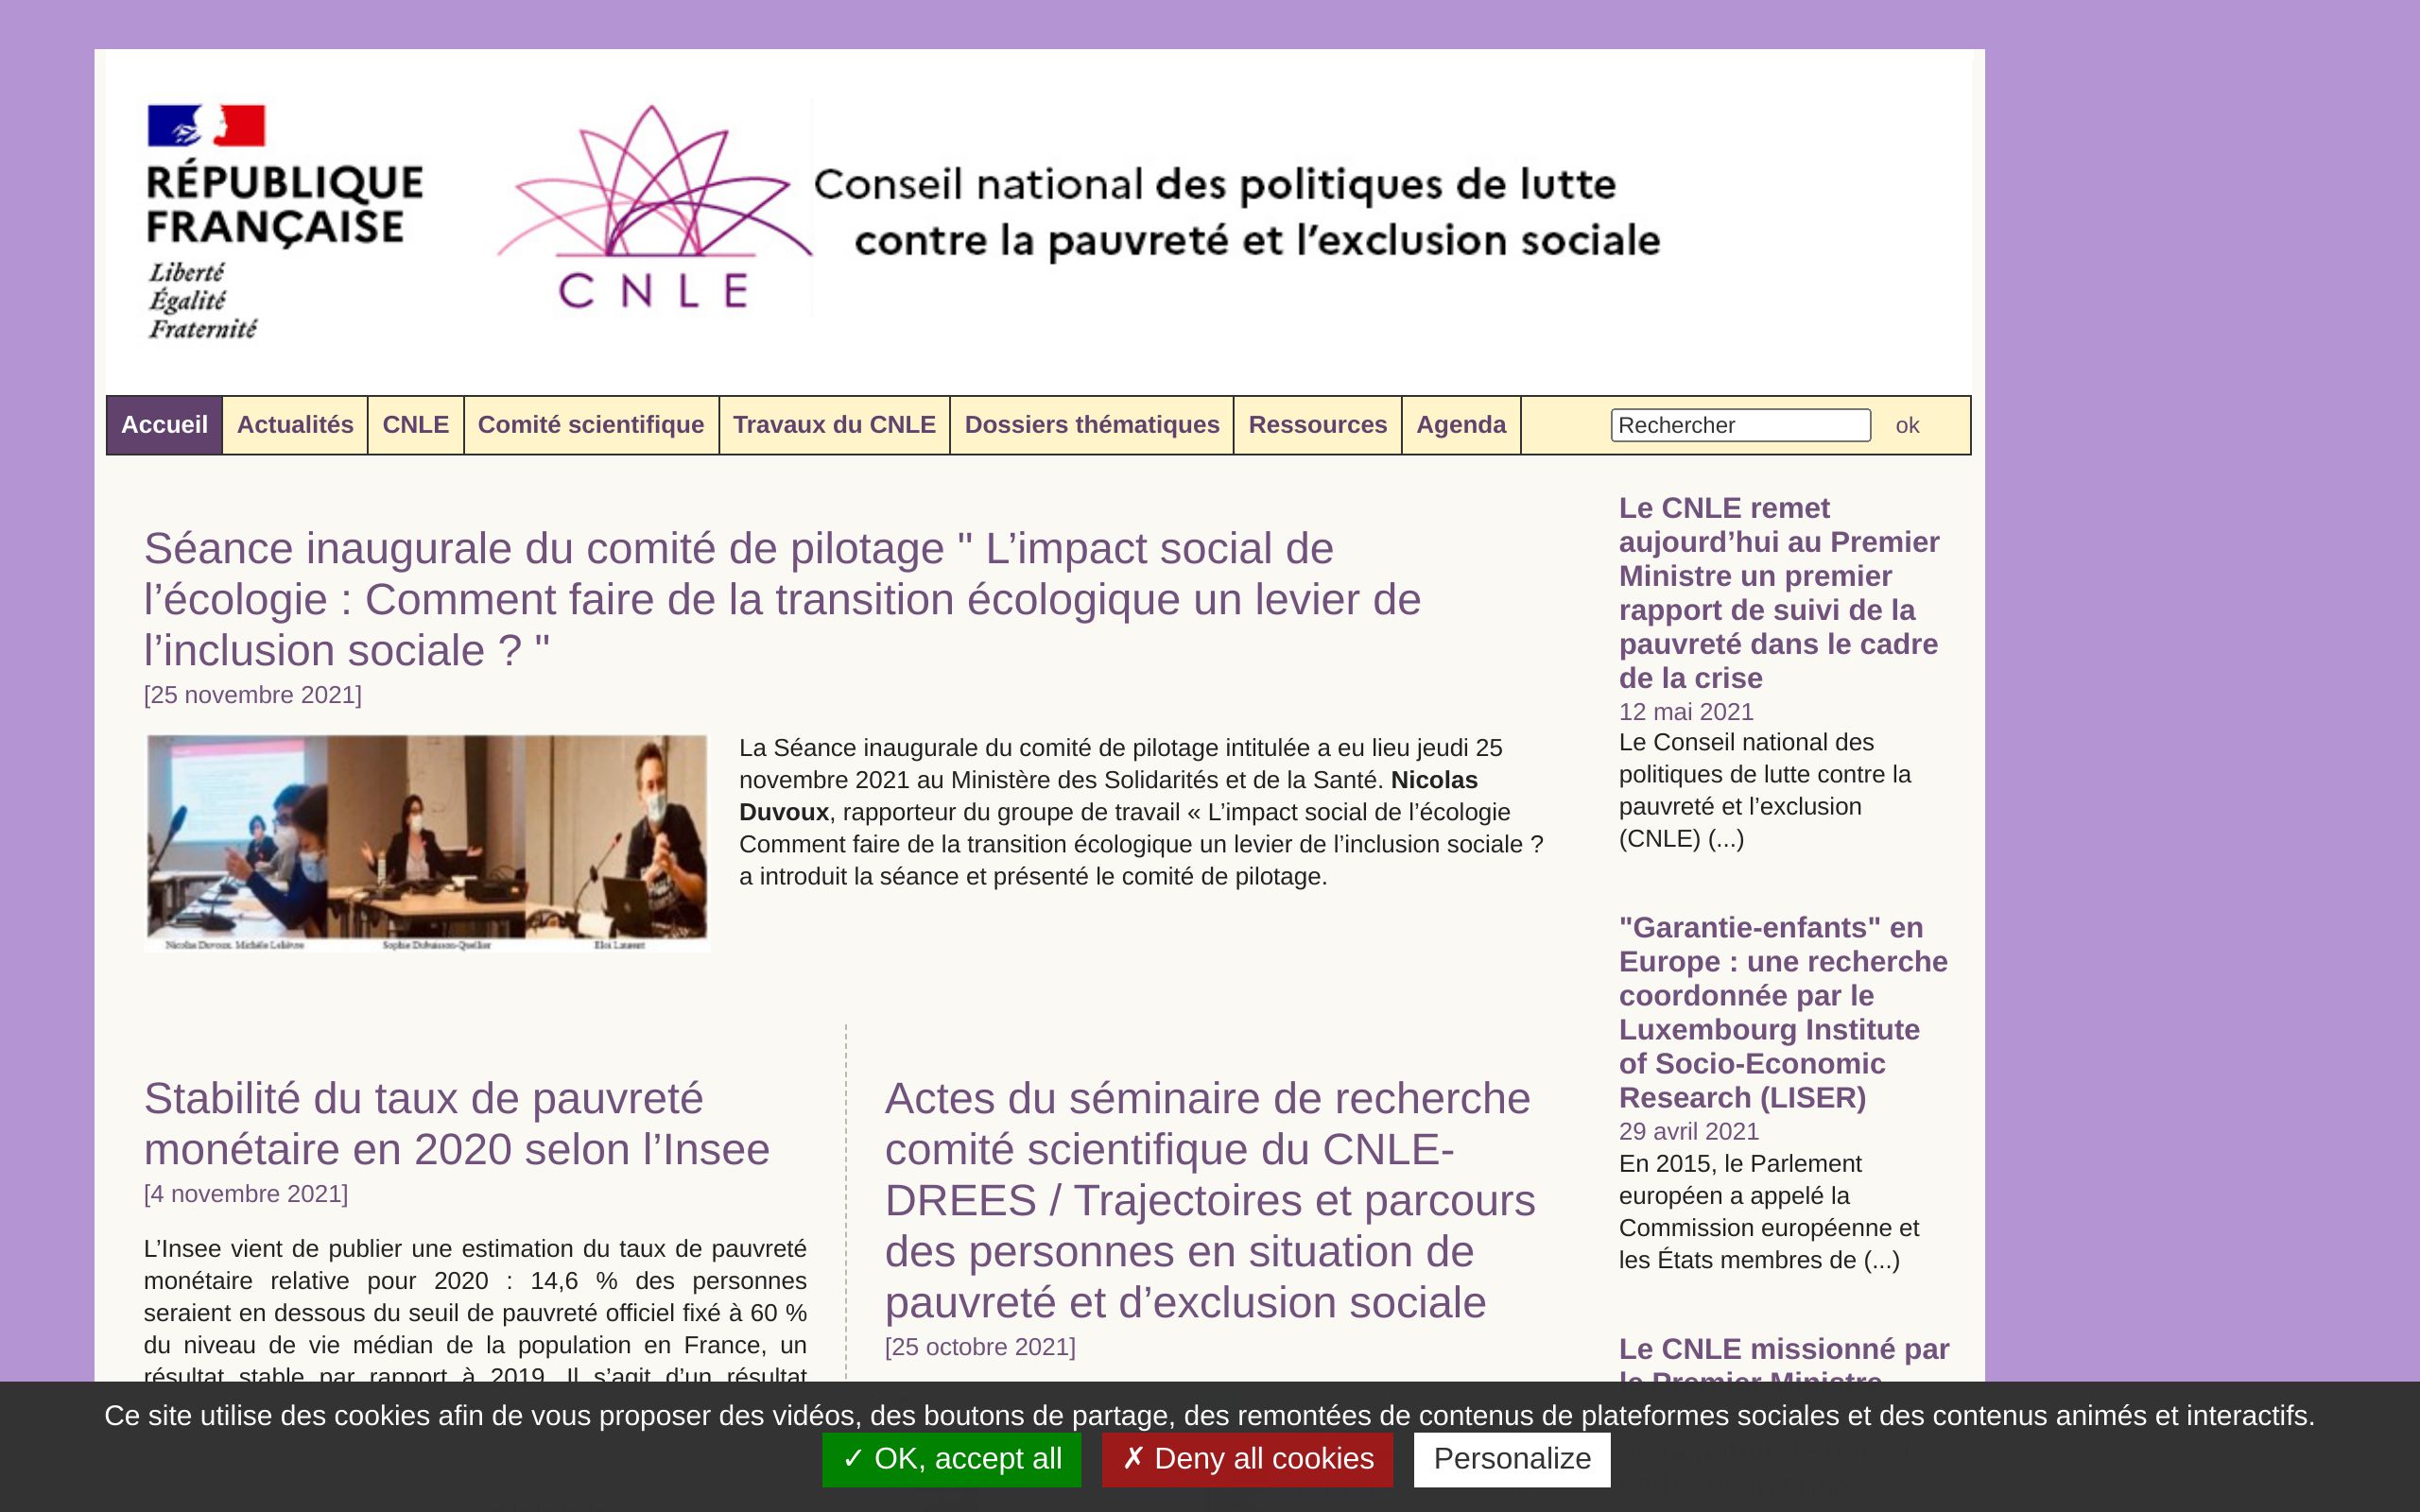 RÉPUBLIQUE
FRANÇAISE
Liberté
Égalité
Fraternité
CNLE
Conseil national des politiques de lutte
contre la pauvreté et l’exclusion sociale
Accueil Actualités CNLE Comité scientifique Travaux du CNLE Dossiers thématiques Ressources Agenda Rechercher ok
Séance inaugurale du comité de pilotage " L’impact social de
l’écologie : Comment faire de la transition écologique un levier de
l’inclusion sociale ? "
[25 novembre 2021]
La Séance inaugurale du comité de pilotage intitulée a eu lieu jeudi 25
novembre 2021 au Ministère des Solidarités et de la Santé. Nicolas
Duvoux, rapporteur du groupe de travail « L’impact social de l’écologie
Comment faire de la transition écologique un levier de l’inclusion sociale ?
a introduit la séance et présenté le comité de pilotage.
Nicolas Duvoux, Michèle Lelièvre Sophie Dubuisson-Quellier Eloi Laurent
Stabilité du taux de pauvreté
monétaire en 2020 selon l’Insee
[4 novembre 2021]
L’Insee vient de publier une estimation du taux de pauvreté
monétaire relative pour 2020 : 14,6 % des personnes
seraient en dessous du seuil de pauvreté officiel fixé à 60 %
du niveau de vie médian de la population en France, un
résultat stable par rapport à 2019. Il s’agit d’un résultat
Actes du séminaire de recherche
comité scientifique du CNLE-
DREES / Trajectoires et parcours
des personnes en situation de
pauvreté et d’exclusion sociale
[25 octobre 2021]
Le CNLE remet
aujourd’hui au Premier
Ministre un premier
rapport de suivi de la
pauvreté dans le cadre
de la crise
12 mai 2021
Le Conseil national des
politiques de lutte contre la
pauvreté et l’exclusion
(CNLE) (...)
"Garantie-enfants" en
Europe : une recherche
coordonnée par le
Luxembourg Institute
of Socio-Economic
Research (LISER)
29 avril 2021
En 2015, le Parlement
européen a appelé la
Commission européenne et
les États membres de (...)
Le CNLE missionné par
le Premier Ministre
Ce site utilise des cookies afin de vous proposer des vidéos, des boutons de partage, des remontées de contenus de plateformes sociales et des contenus animés et interactifs.
✓ OK, accept all ✗ Deny all cookies Personalize